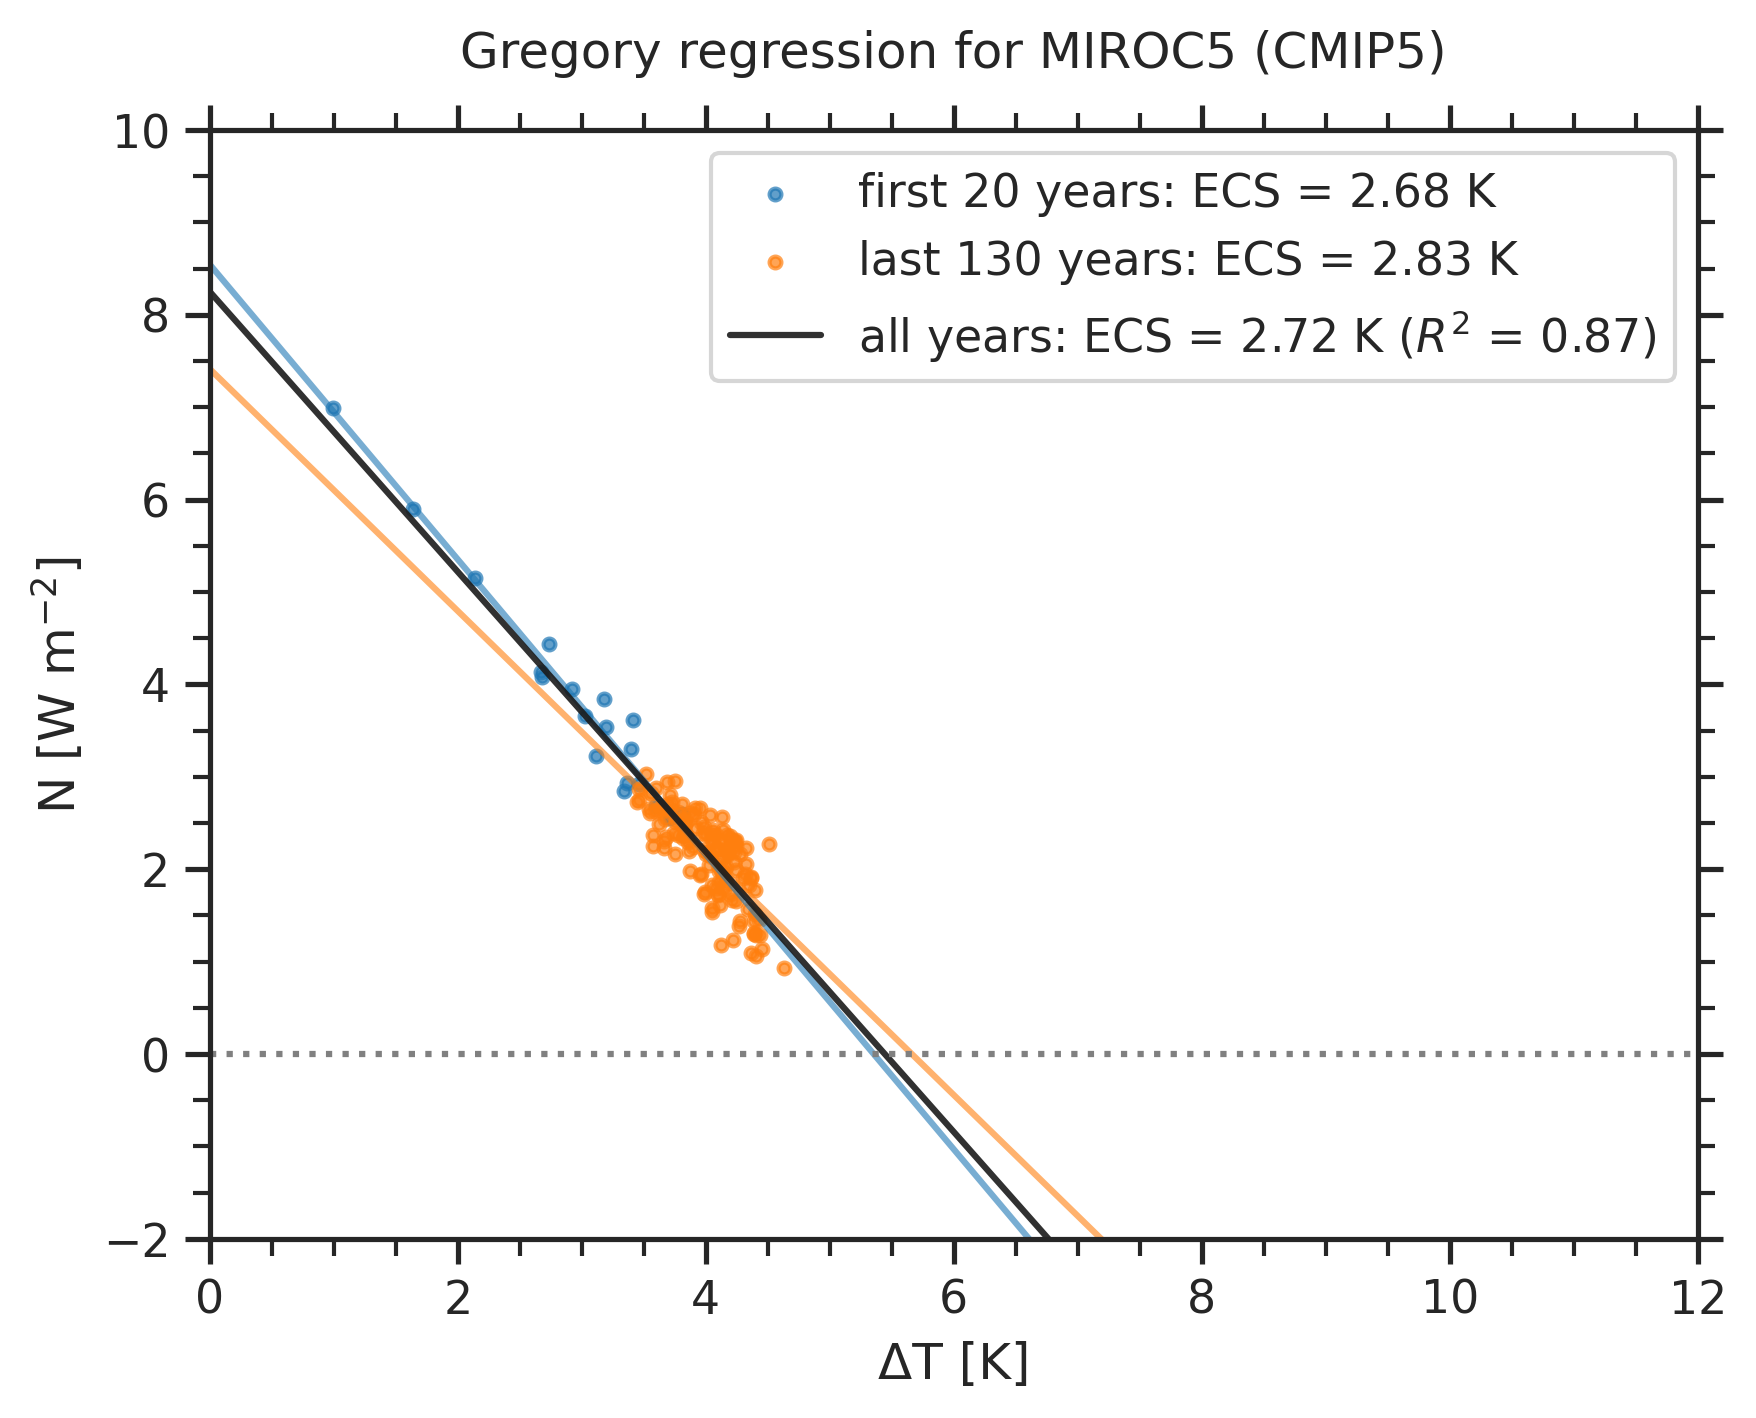 Gregory regression for MIROC5 (CMIP5)
first 20 years: ECS = 2.68 K
last 130 years: ECS = 2.83 K
all years: ECS = 2.72 K (R² = 0.87)
N [W m⁻²]
10
8
6
4
2
0
−2
0 2 4 6 8 10 12
ΔT [K]